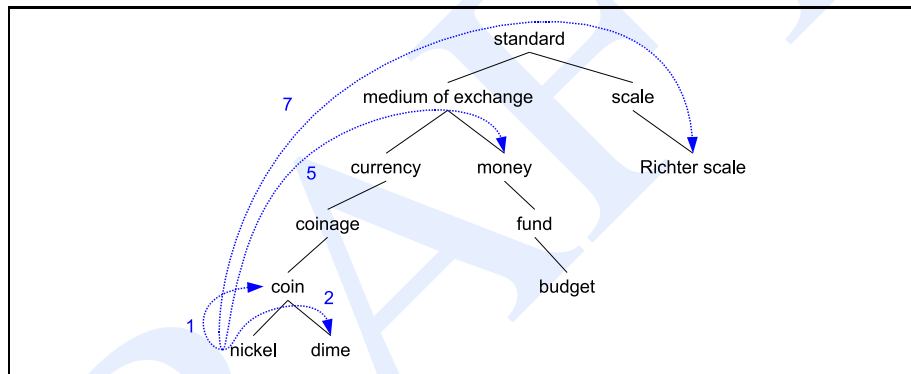 standard
7
medium of exchange scale
5
currency money Richter scale
coinage fund
coin budget
1 2
nickel dime